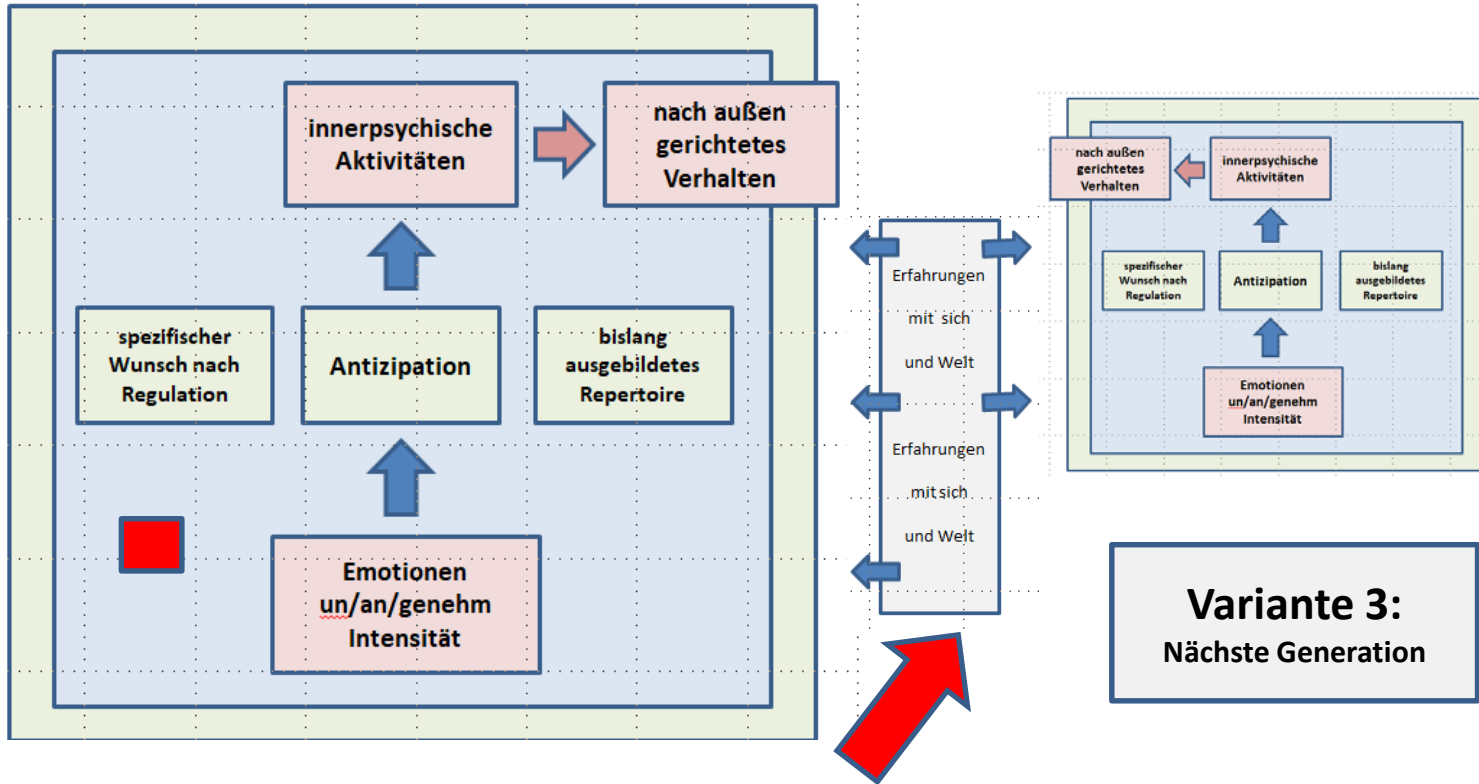 innerpsychische
Aktivitäten
nach außen
gerichtetes
Verhalten
spezifischer
Wunsch nach
Regulation
Antizipation
bislang
ausgebildetes
Repertoire
Emotionen
un/an/genehm
Intensität
Erfahrungen
mit sich
und Welt
Erfahrungen
mit sich
und Welt
nach außen
gerichtetes
Verhalten
innerpsychische
Aktivitäten
spezifischer
Wunsch nach
Regulation
Antizipation
bislang
ausgebildetes
Repertoire
Emotionen
un/an/genehm
Intensität
Variante 3:
Nächste Generation